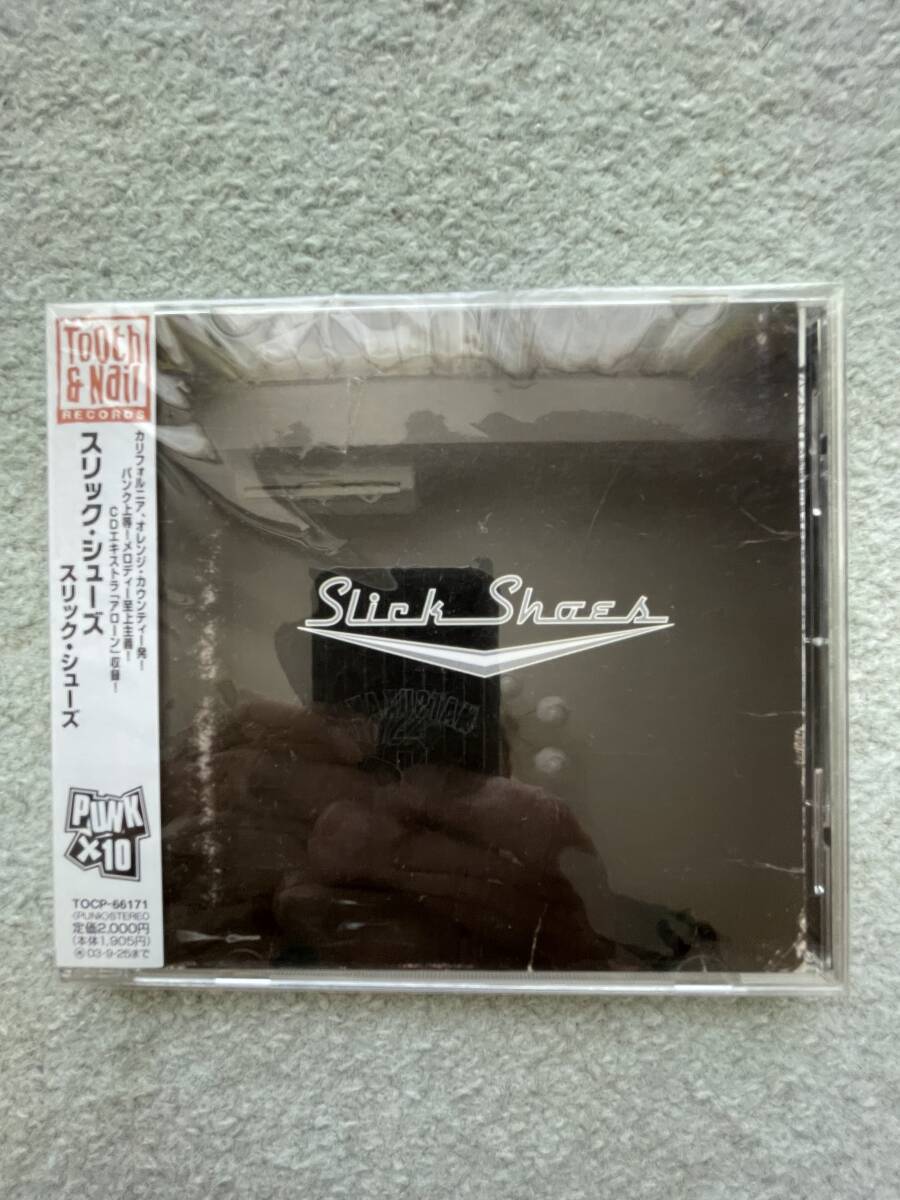 Tooth
& Nail
RECORDS
カリフォルニア、オレンジ・カウンティー発!
パンク上等!メロディー至上主義!
CDエキストラ「アローン」収録!
スリック・シューズ
スリック・シューズ
PUNK
×10
TOCP-66171
(PUNK)STEREO
定価2,000円
(本体1,905円)
03-9-25まで
Slick Shoes